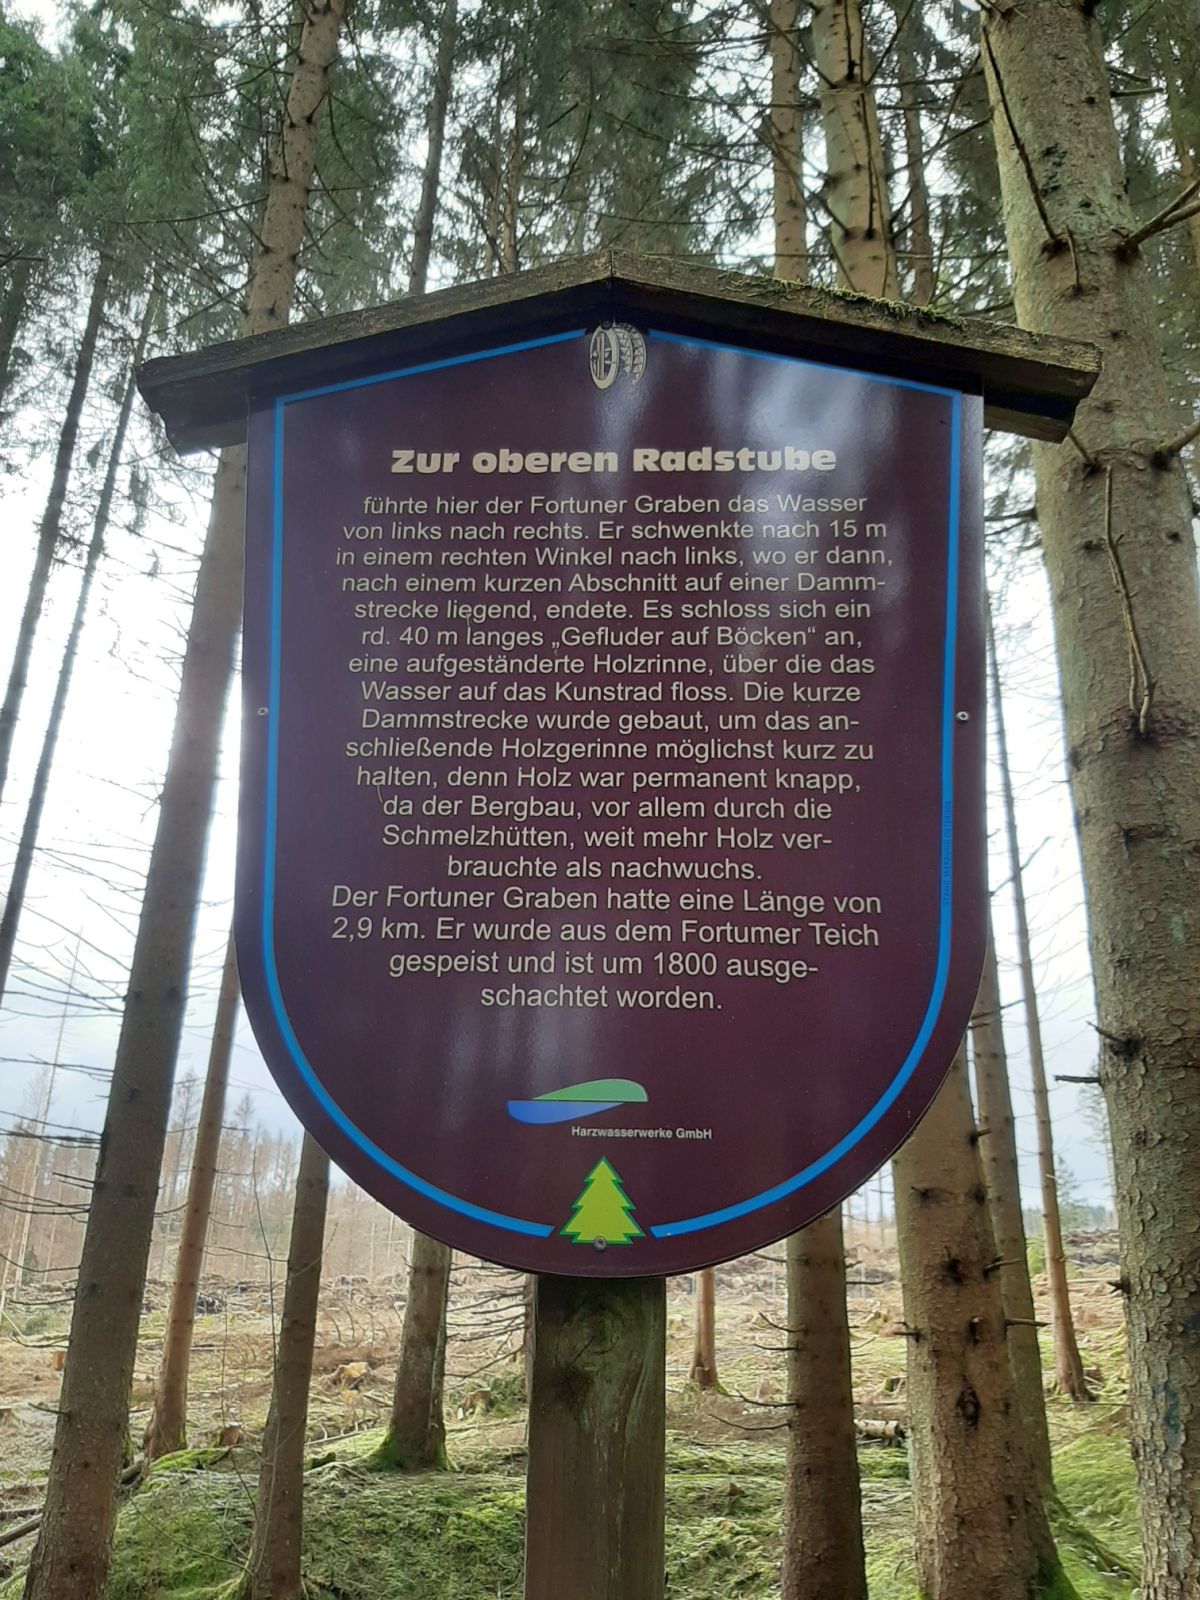 Zur oberen Radstube
führte hier der Fortuner Graben das Wasser
von links nach rechts. Er schwenkte nach 15 m
in einem rechten Winkel nach links, wo er dann,
nach einem kurzen Abschnitt auf einer Damm-
strecke liegend, endete. Es schloss sich ein
rd. 40 m langes „Gefluder auf Böcken“ an,
eine aufgeständerte Holzrinne, über die das
Wasser auf das Kunstrad floss. Die kurze
Dammstrecke wurde gebaut, um das an-
schließende Holzgerinne möglichst kurz zu
halten, denn Holz war permanent knapp,
da der Bergbau, vor allem durch die
Schmelzhütten, weit mehr Holz ver-
brauchte als nachwuchs.
Der Fortuner Graben hatte eine Länge von
2,9 km. Er wurde aus dem Fortumer Teich
gespeist und ist um 1800 ausge-
schachtet worden.
Harzwasserwerke GmbH